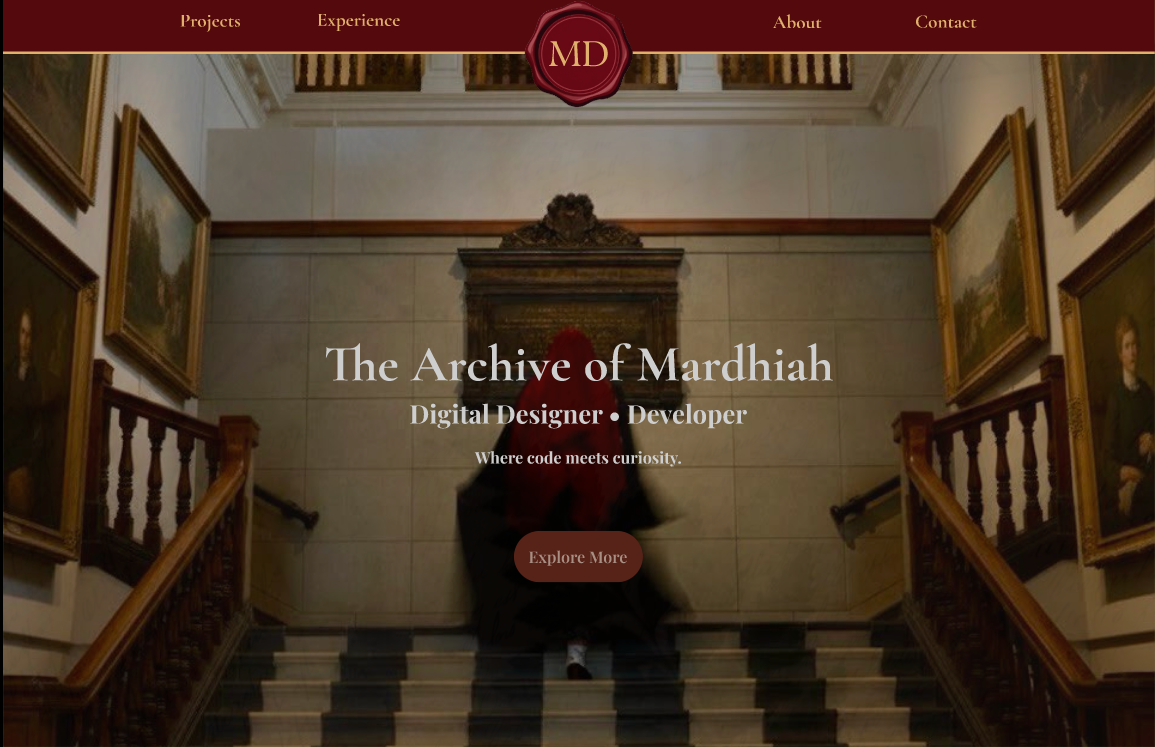 Projects
Experience
MD
About
Contact
The Archive of Mardhiah
Digital Designer • Developer
Where code meets curiosity.
Explore More